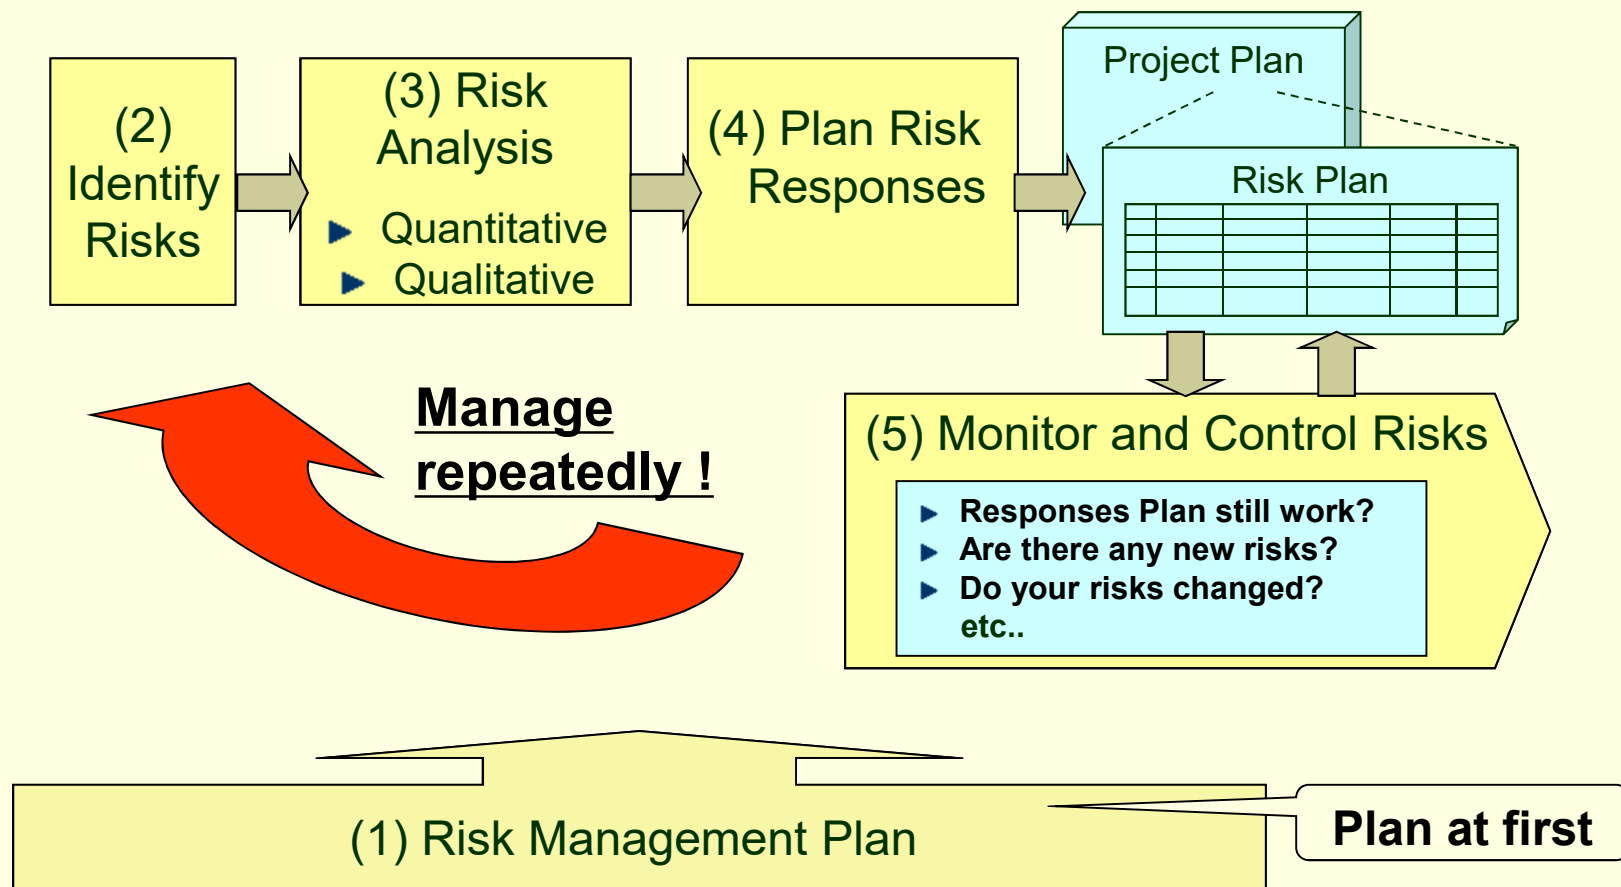 (2)
Identify
Risks
(3) Risk
Analysis
Quantitative
Qualitative
(4) Plan Risk
Responses
Project Plan
Risk Plan
Manage
repeatedly !
(5) Monitor and Control Risks
Responses Plan still work?
Are there any new risks?
Do your risks changed?
etc..
(1) Risk Management Plan
Plan at first